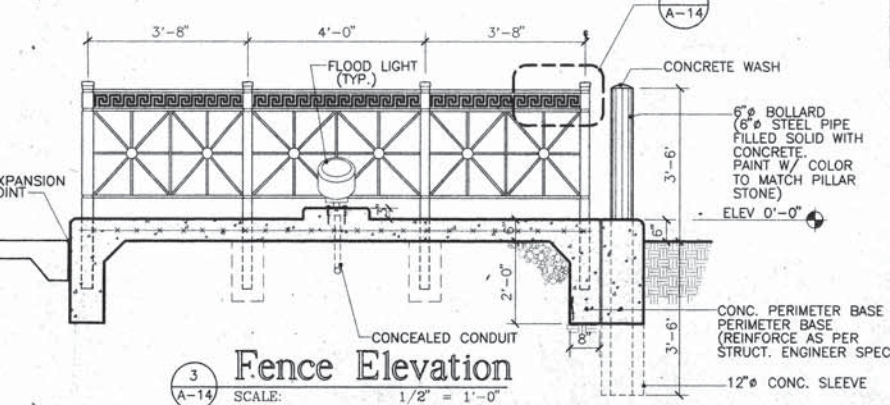 A-14
3'-8"
4'-0"
3'-8"
FLOOD LIGHT
(TYP.)
CONCRETE WASH
6"ø BOLLARD
(6"ø STEEL PIPE
FILLED SOLID WITH
CONCRETE.
PAINT W/ COLOR
TO MATCH PILLAR
STONE)
3'-6'
XPANSION
OINT
ELEV 0'-0"
6"
6"
2'-0"
8"
3'-6"
CONCEALED CONDUIT
CONC. PERIMETER BASE
PERIMETER BASE
(REINFORCE AS PER
STRUCT. ENGINEER SPEC
12"ø CONC. SLEEVE
3
A-14
Fence Elevation
SCALE: 1/2" = 1'-0"